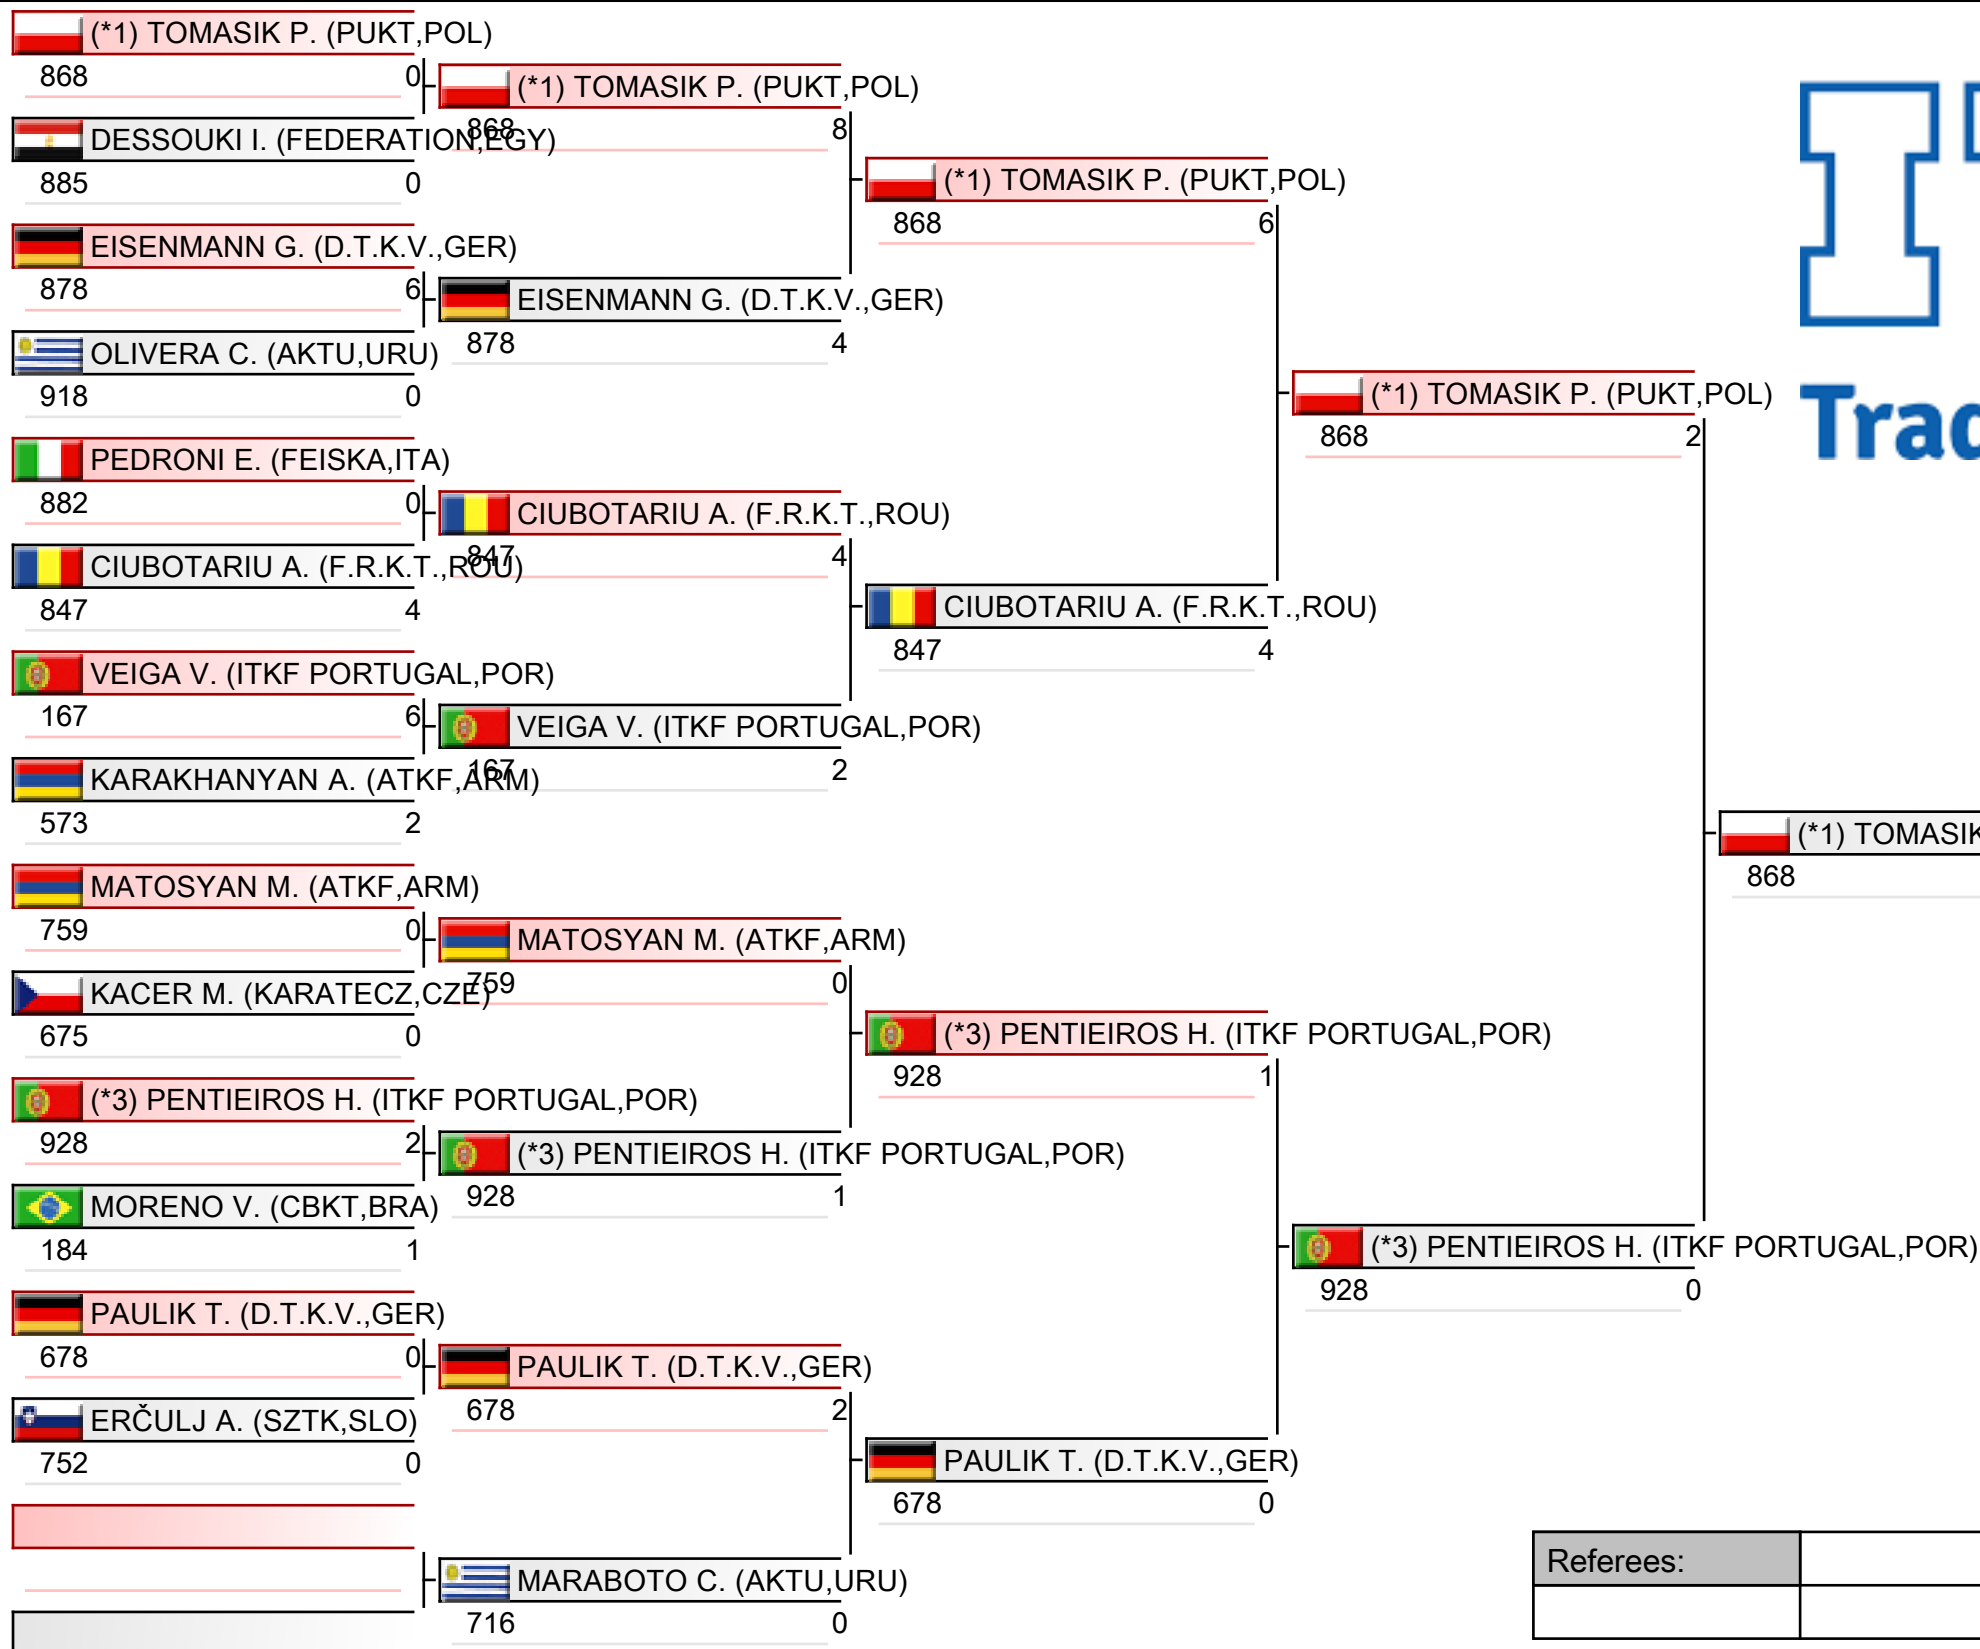 (*1) TOMASIK P. (PUKT,POL)
868 0
DESSOUKI I. (FEDERATION,EGY)
885 0
EISENMANN G. (D.T.K.V.,GER)
878 6
OLIVERA C. (AKTU,URU)
918 0
PEDRONI E. (FEISKA,ITA)
882 0
CIUBOTARIU A. (F.R.K.T.,ROU)
847 4
VEIGA V. (ITKF PORTUGAL,POR)
167 6
KARAKHANYAN A. (ATKF,ARM)
573 2
MATOSYAN M. (ATKF,ARM)
759 0
KACER M. (KARATECZ,CZE)
675 0
(*3) PENTIEIROS H. (ITKF PORTUGAL,POR)
928 2
MORENO V. (CBKT,BRA)
184 1
PAULIK T. (D.T.K.V.,GER)
678 0
ERČULJ A. (SZTK,SLO)
752 0
(*1) TOMASIK P. (PUKT,POL)
868 8
EISENMANN G. (D.T.K.V.,GER)
878 4
CIUBOTARIU A. (F.R.K.T.,ROU)
847 4
VEIGA V. (ITKF PORTUGAL,POR)
167 2
MATOSYAN M. (ATKF,ARM)
759 0
(*3) PENTIEIROS H. (ITKF PORTUGAL,POR)
928 1
PAULIK T. (D.T.K.V.,GER)
678 2
MARABOTO C. (AKTU,URU)
716 0
(*1) TOMASIK P. (PUKT,POL)
868 6
CIUBOTARIU A. (F.R.K.T.,ROU)
847 4
(*3) PENTIEIROS H. (ITKF PORTUGAL,POR)
928 1
PAULIK T. (D.T.K.V.,GER)
678 0
(*1) TOMASIK P. (PUKT,POL)
868 2
(*3) PENTIEIROS H. (ITKF PORTUGAL,POR)
928 0
(*1) TOMASIK
868
I
Trad
Referees: